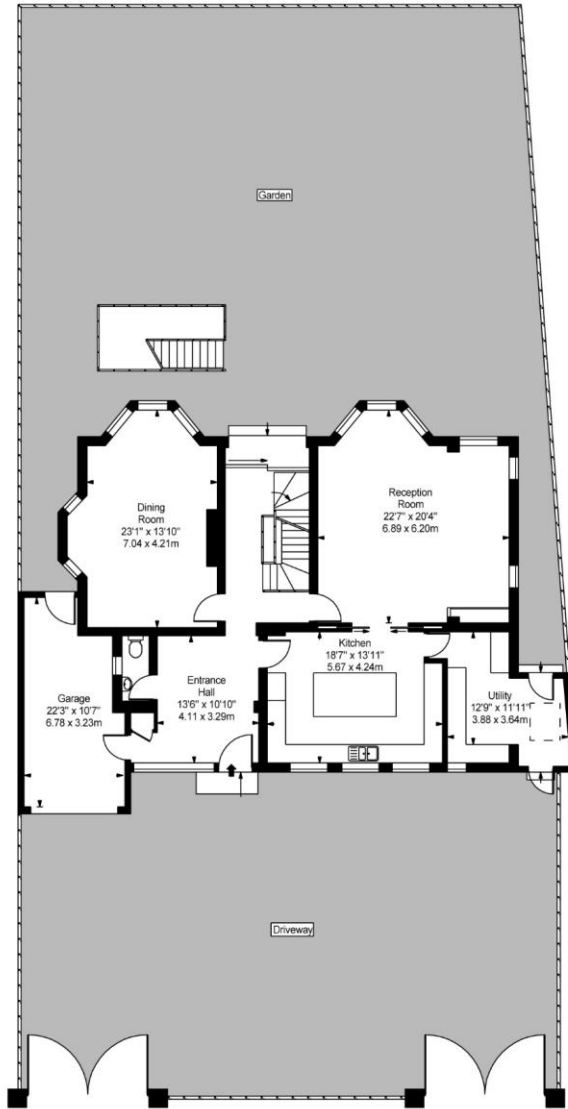 Garden
Dining
Room
23'1" x 13'10"
7.04 x 4.21m
Reception
Room
22'7" x 20'4"
6.89 x 6.20m
Kitchen
18'7" x 13'11"
5.67 x 4.24m
Entrance
Hall
13'6" x 10'10"
4.11 x 3.29m
Garage
22'3" x 10'7"
6.78 x 3.23m
Utility
12'9" x 11'11"
3.88 x 3.64m
Driveway